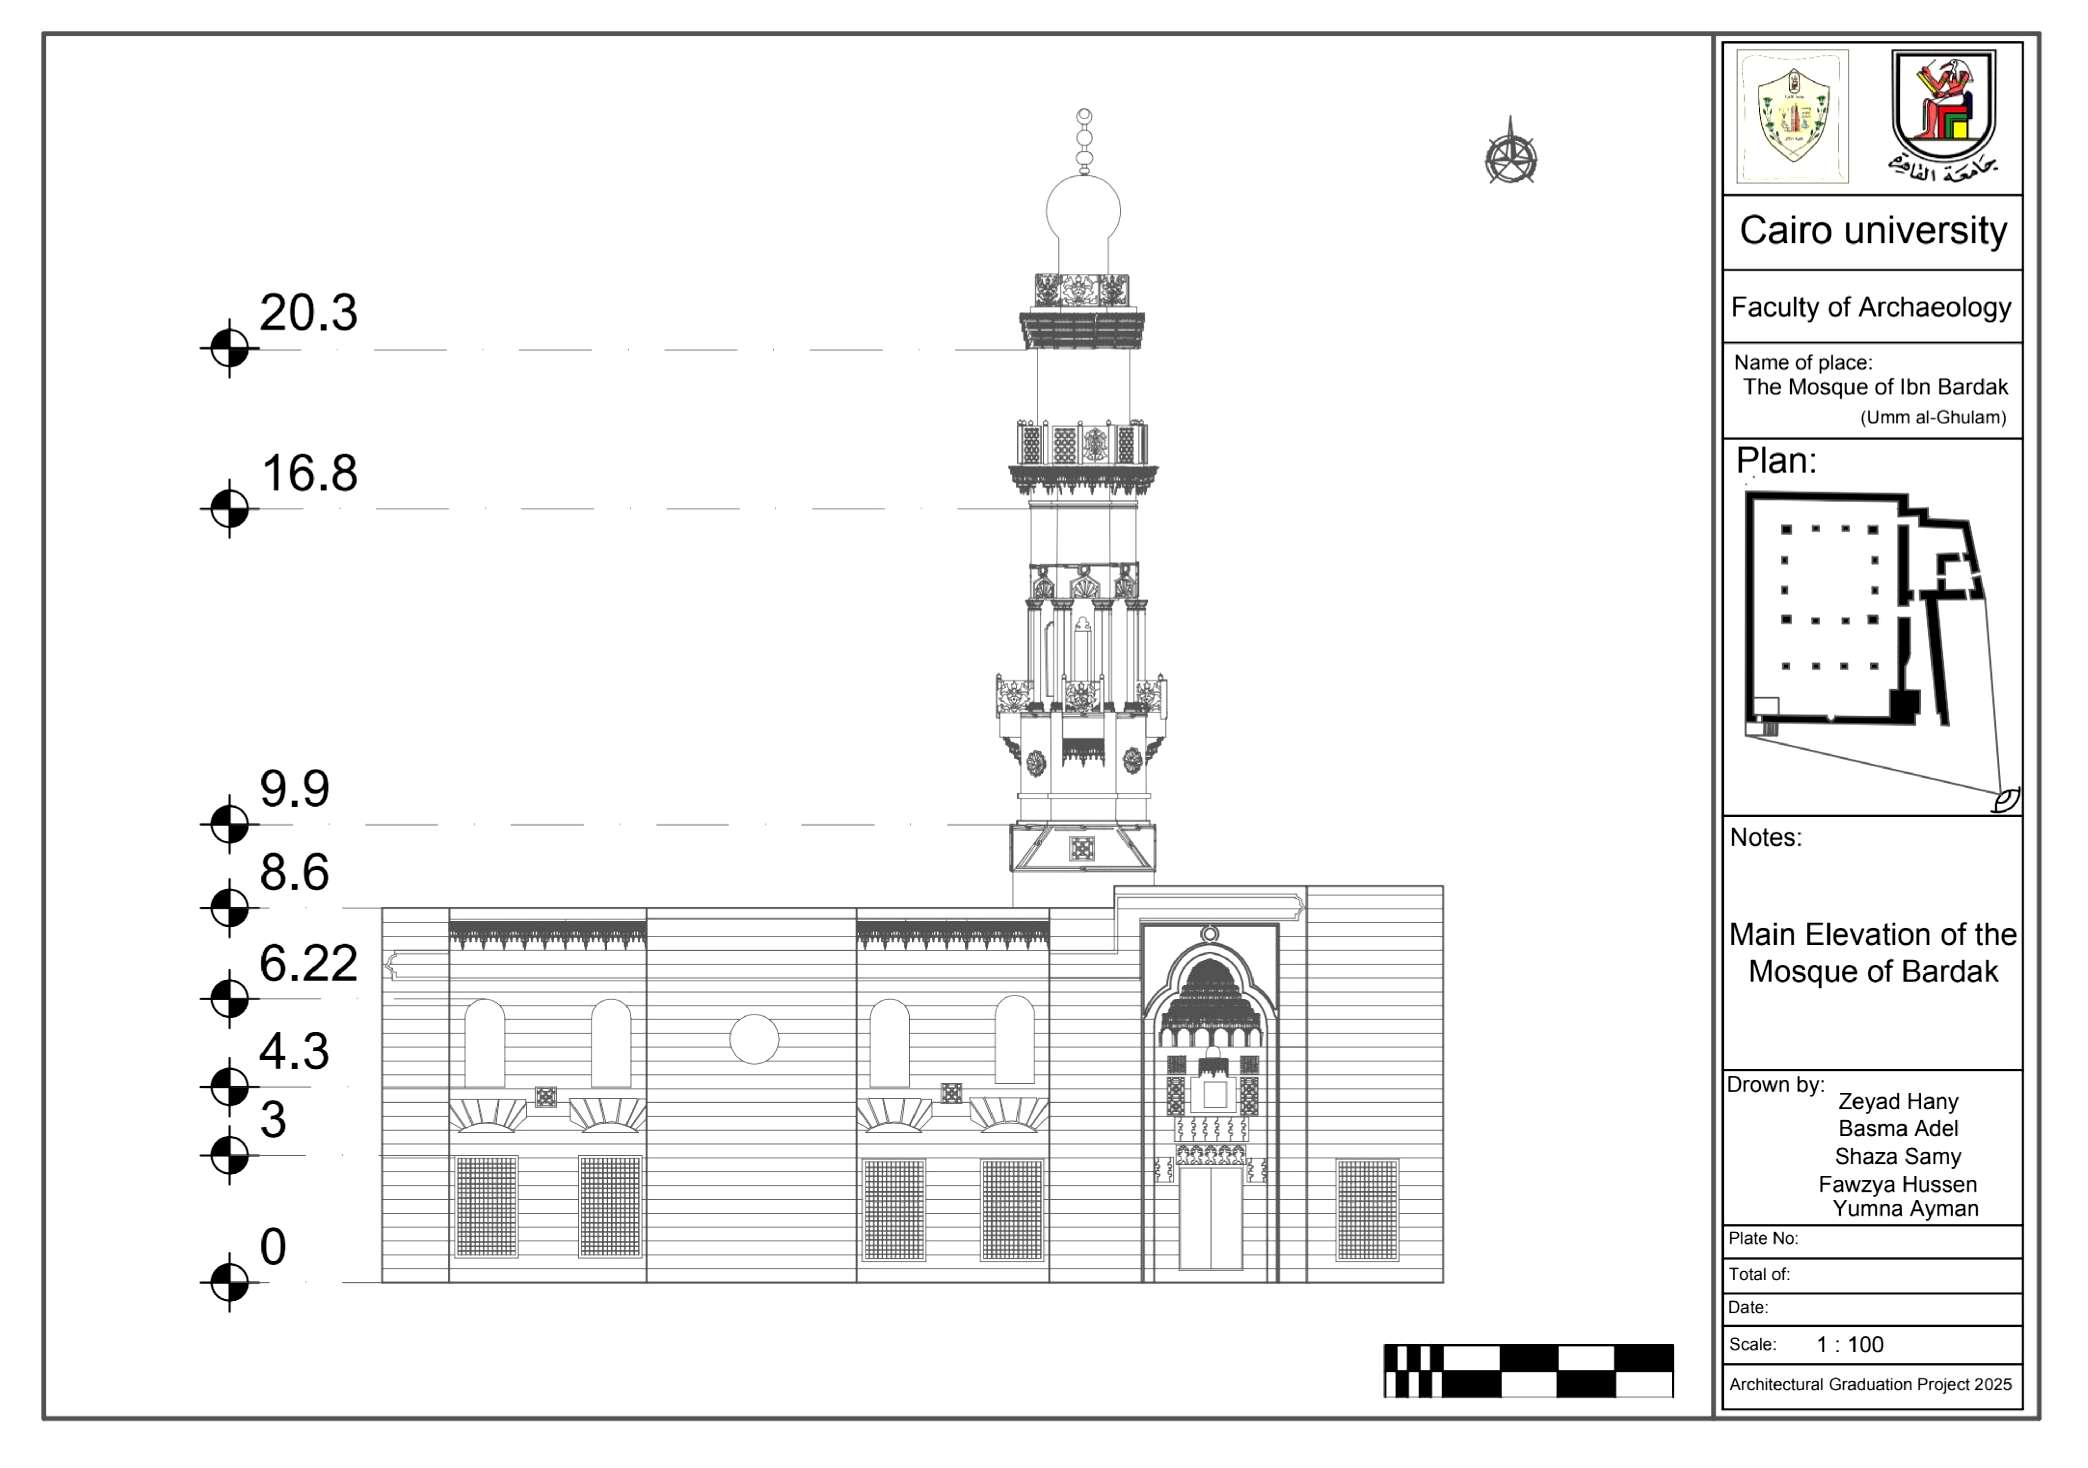 20.3
16.8
9.9
8.6
6.22
4.3
3
0
جامعة القاهرة
Cairo university
Faculty of Archaeology
Name of place:
The Mosque of Ibn Bardak
(Umm al-Ghulam)
Plan:
Notes:
Main Elevation of the
Mosque of Bardak
Drown by:
Zeyad Hany
Basma Adel
Shaza Samy
Fawzya Hussen
Yumna Ayman
Plate No:
Total of:
Date:
Scale: 1 : 100
Architectural Graduation Project 2025